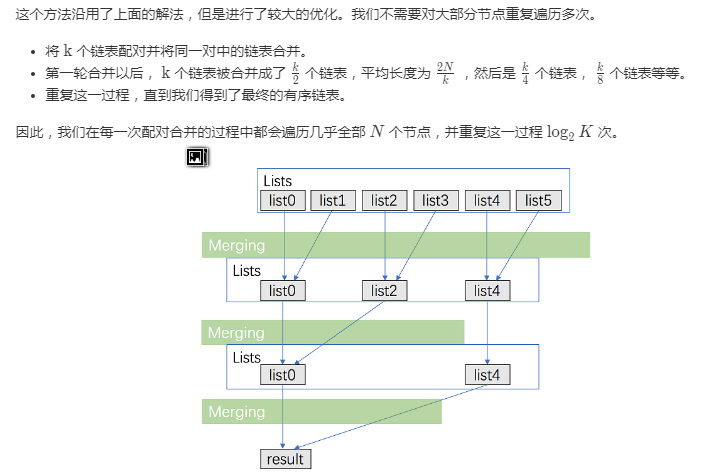 这个方法沿用了上面的解法，但是进行了较大的优化。我们不需要对大部分节点重复遍历多次。
• 将 k 个链表配对并将同一对中的链表合并。
• 第一轮合并以后， k 个链表被合并成了 k/2 个链表，平均长度为 2N/k ，然后是 k/4 个链表， k/8 个链表等等。
• 重复这一过程，直到我们得到了最终的有序链表。
因此，我们在每一次配对合并的过程中都会遍历几乎全部 N 个节点，并重复这一过程 log₂ K 次。
Lists
list0 list1 list2 list3 list4 list5
Merging
Lists
list0 list2 list4
Merging
Lists
list0 list4
Merging
result